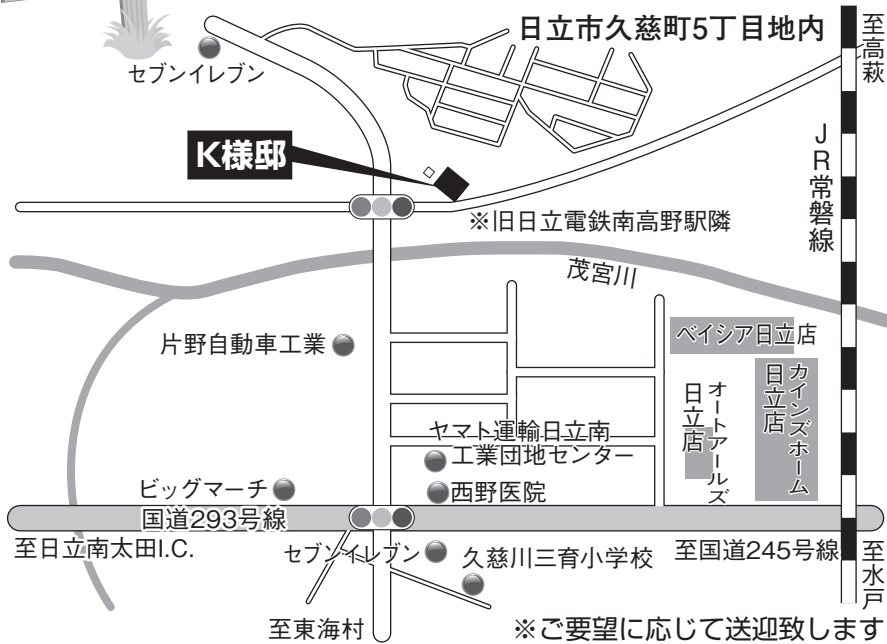 日立市久慈町5丁目地内
至高萩
セブンイレブン
JR常磐線
K様邸
※旧日立電鉄南高野駅隣
茂宮川
片野自動車工業
ベイシア日立店
カインズホーム
日立店
オートアールズ
日立店
ヤマト運輸日立南
工業団地センター
ビッグマーチ
西野医院
国道293号線
至日立南太田I.C.
セブンイレブン
久慈川三育小学校
至国道245号線
至水戸
至東海村
※ご要望に応じて送迎致します